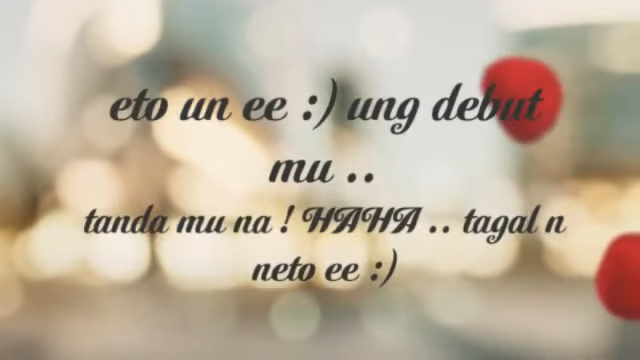 eto un ee :) ung debut
mu ..
tanda mu na ! HAHA .. tagal n
neto ee :)